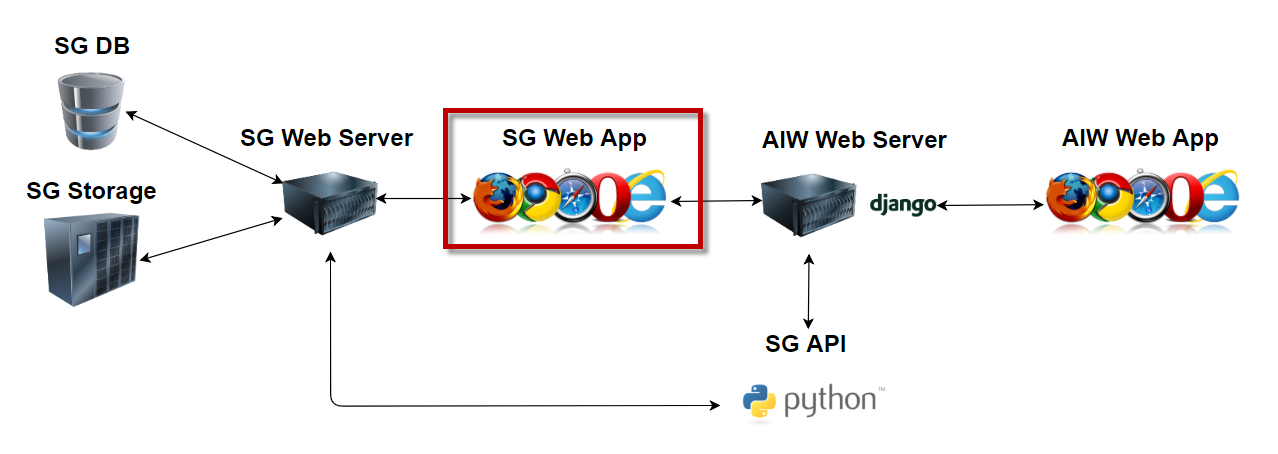 SG DB
SG Web Server
SG Web App
AIW Web Server
AIW Web App
SG Storage
django
SG API
python™